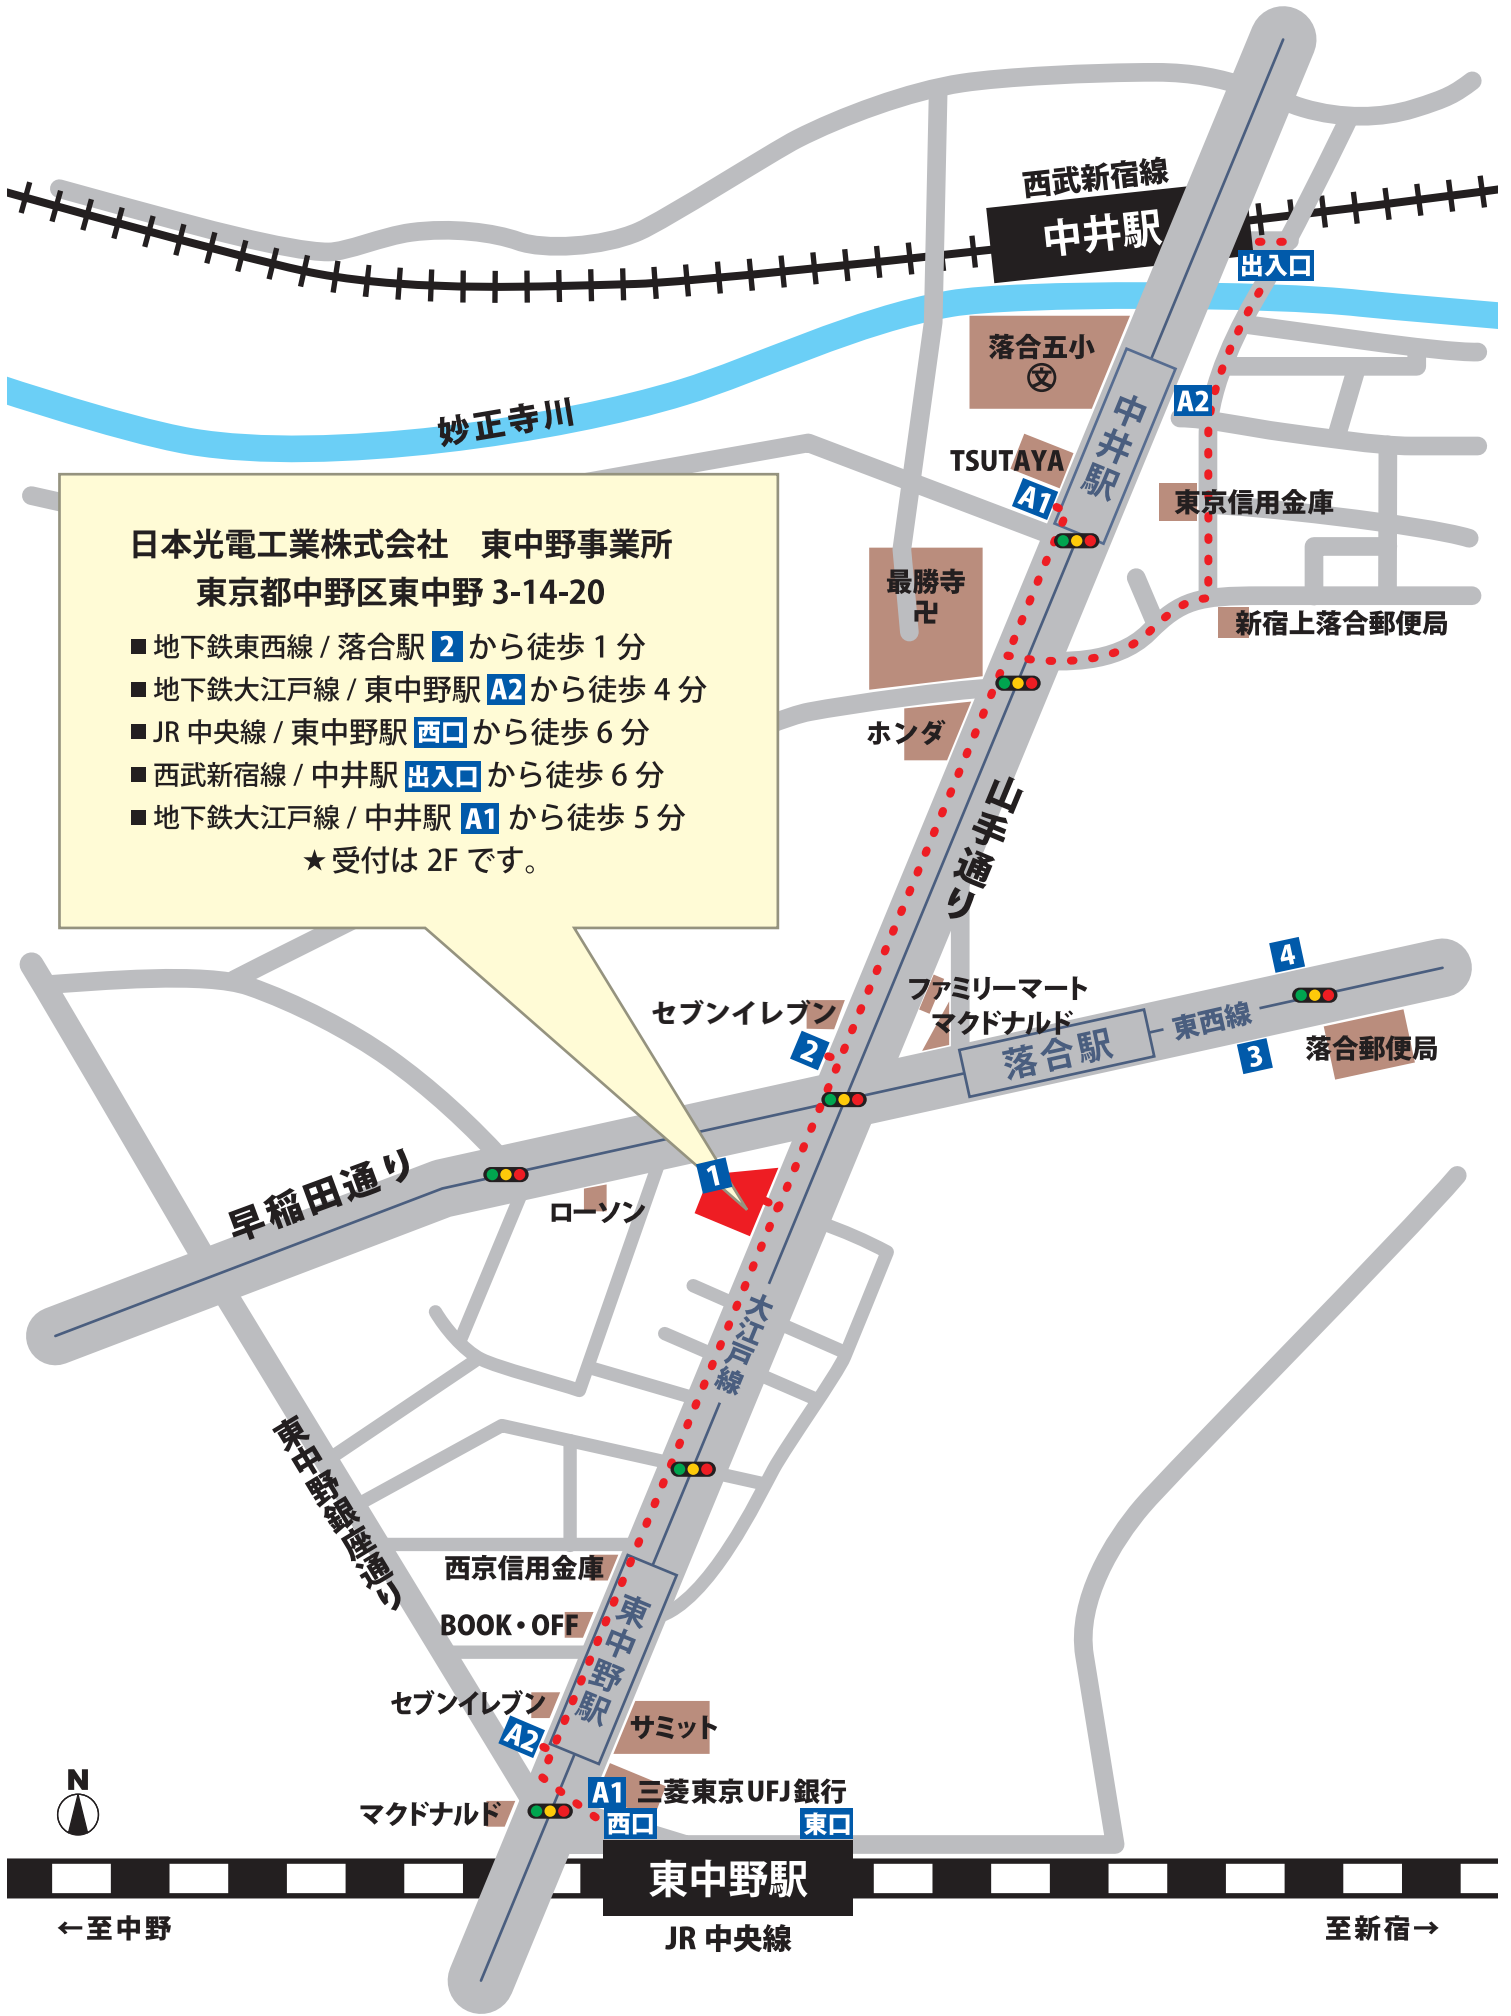 西武新宿線
中井駅
出入口
落合五小
文
妙正寺川
A2
中井駅
TSUTAYA
A1
東京信用金庫
日本光電工業株式会社　東中野事業所
東京都中野区東中野 3-14-20
■ 地下鉄東西線 / 落合駅 2 から徒歩 1 分
■ 地下鉄大江戸線 / 東中野駅 A2 から徒歩 4 分
■ JR 中央線 / 東中野駅 西口 から徒歩 6 分
■ 西武新宿線 / 中井駅 出入口 から徒歩 6 分
■ 地下鉄大江戸線 / 中井駅 A1 から徒歩 5 分
★ 受付は 2F です。
最勝寺
卍
新宿上落合郵便局
ホンダ
山手通り
4
ファミリーマート
セブンイレブン
マクドナルド
東西線
落合駅
2
3
落合郵便局
早稲田通り
1
ローソン
大江戸線
東中野銀座通り
西京信用金庫
東中野駅
BOOK・OFF
セブンイレブン
サミット
A2
A1
三菱東京UFJ銀行
N
マクドナルド
西口
東口
東中野駅
←至中野
JR 中央線
至新宿→